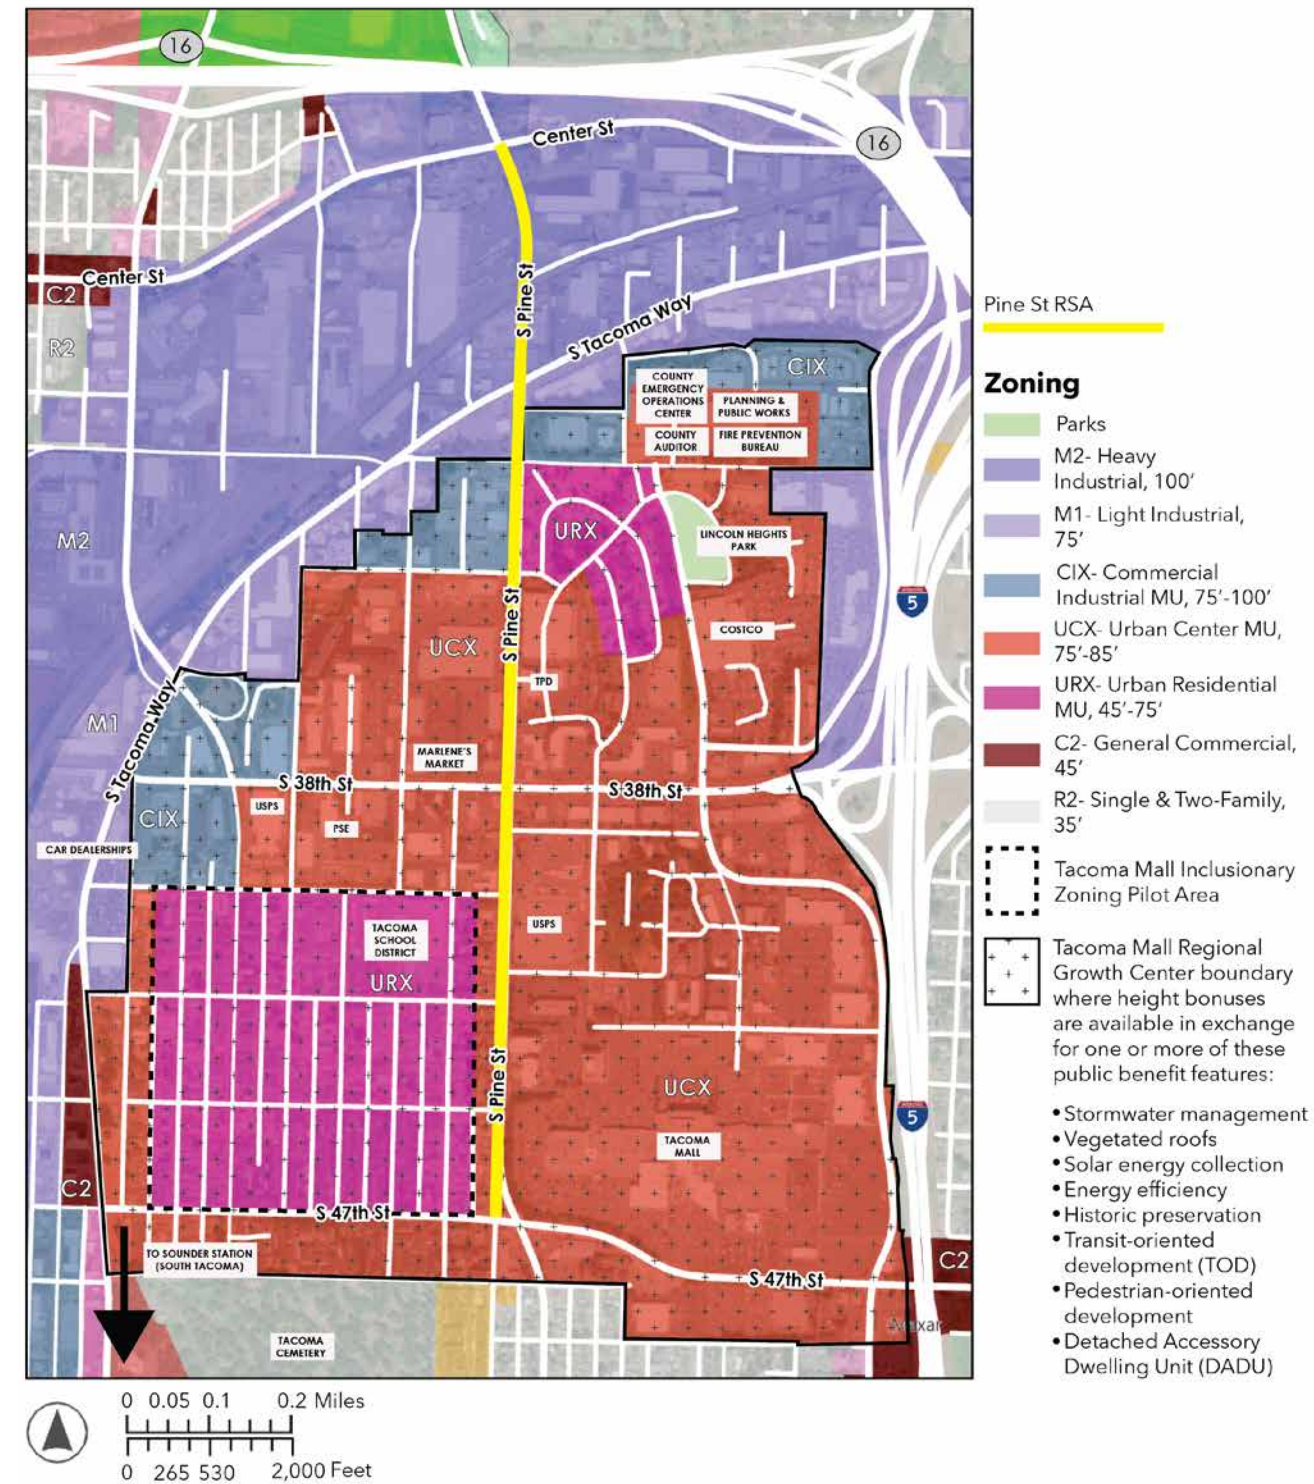 16
Center St
16
Center St
C2
R2
S Pine St
S Tacoma Way
CIX
COUNTY
EMERGENCY
OPERATIONS
CENTER
PLANNING &
PUBLIC WORKS
COUNTY
AUDITOR
FIRE PREVENTION
BUREAU
M2
URX
LINCOLN HEIGHTS
PARK
5
S Pine St
UCX
COSTCO
TPD
M1
S Tacoma Way
MARLENE'S
MARKET
S 38th St
S 38th St
USPS
PSE
CIX
CAR DEALERSHIPS
TACOMA
SCHOOL
DISTRICT
USPS
URX
S Pine St
UCX
5
TACOMA
MALL
C2
S 47th St
TO SOUNDER STATION
(SOUTH TACOMA)
C2
S 47th St
TACOMA
CEMETERY
Pine St RSA
Zoning
Parks
M2- Heavy
Industrial, 100'
M1- Light Industrial,
75'
CIX- Commercial
Industrial MU, 75'-100'
UCX- Urban Center MU,
75'-85'
URX- Urban Residential
MU, 45'-75'
C2- General Commercial,
45'
R2- Single & Two-Family,
35'
Tacoma Mall Inclusionary
Zoning Pilot Area
Tacoma Mall Regional
Growth Center boundary
where height bonuses
are available in exchange
for one or more of these
public benefit features:
• Stormwater management
• Vegetated roofs
• Solar energy collection
• Energy efficiency
• Historic preservation
• Transit-oriented
development (TOD)
• Pedestrian-oriented
development
• Detached Accessory
Dwelling Unit (DADU)
0 0.05 0.1 0.2 Miles
0 265 530 2,000 Feet